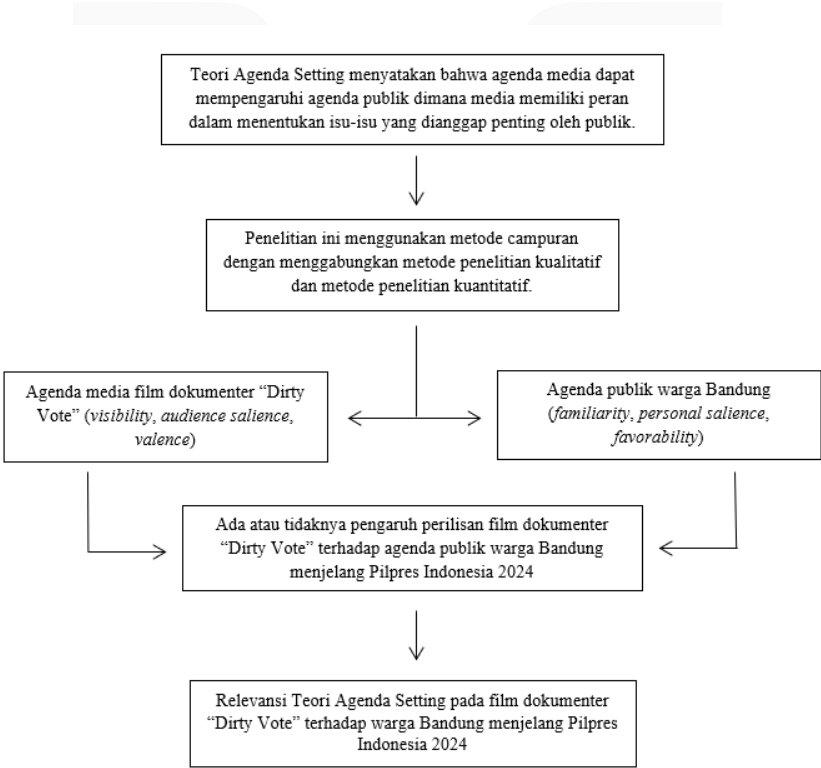 Teori Agenda Setting menyatakan bahwa agenda media dapat
mempengaruhi agenda publik dimana media memiliki peran
dalam menentukan isu-isu yang dianggap penting oleh publik.
Penelitian ini menggunakan metode campuran
dengan menggabungkan metode penelitian kualitatif
dan metode penelitian kuantitatif.
Agenda media film dokumenter “Dirty
Vote” (visibility, audience salience,
valence)
Agenda publik warga Bandung
(familiarity, personal salience,
favorability)
Ada atau tidaknya pengaruh perilisan film dokumenter
“Dirty Vote” terhadap agenda publik warga Bandung
menjelang Pilpres Indonesia 2024
Relevansi Teori Agenda Setting pada film dokumenter
“Dirty Vote” terhadap warga Bandung menjelang Pilpres
Indonesia 2024